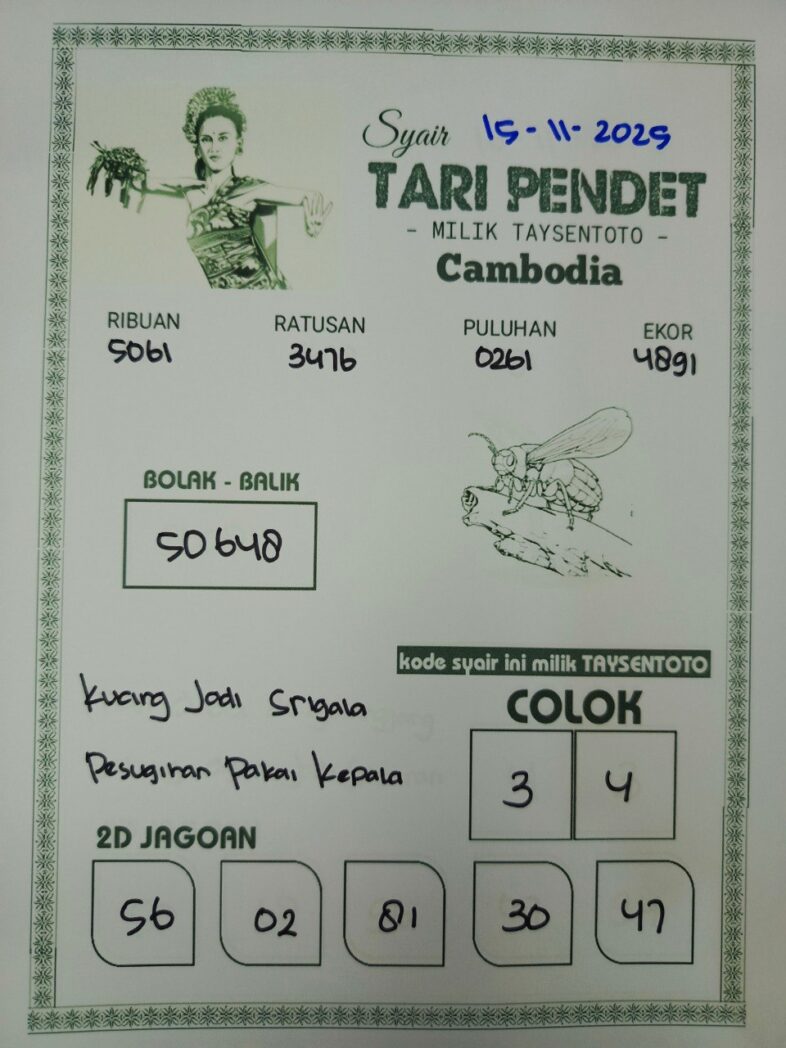 Syair 15-11-2025
TARI PENDET
- MILIK TAYSENTOTO -
Cambodia
RIBUAN RATUSAN PULUHAN EKOR
5061 3476 0261 4891
BOLAK - BALIK
50648
kode syair ini milik TAYSENTOTO
Kucing Jadi Srigala
COLOK
Pesugihan Pakai Kepala
3 4
2D JAGOAN
56 02 81 30 47